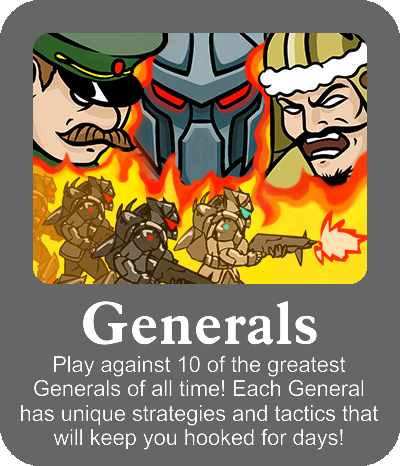 Generals
Play against 10 of the greatest
Generals of all time! Each General
has unique strategies and tactics that
will keep you hooked for days!